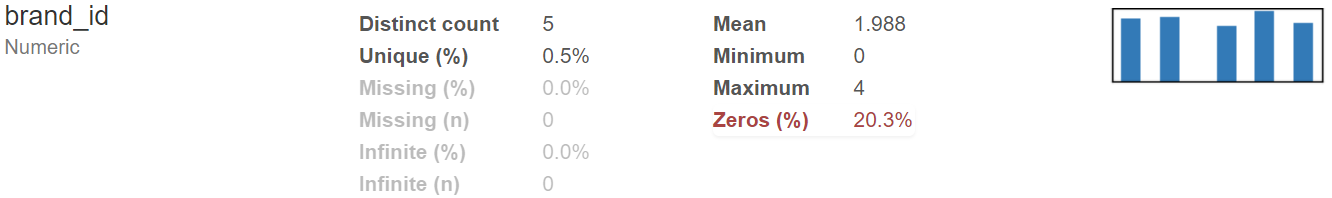 brand_id
Numeric
Distinct count 5
Unique (%) 0.5%
Missing (%) 0.0%
Missing (n) 0
Infinite (%) 0.0%
Infinite (n) 0
Mean 1.988
Minimum 0
Maximum 4
Zeros (%) 20.3%